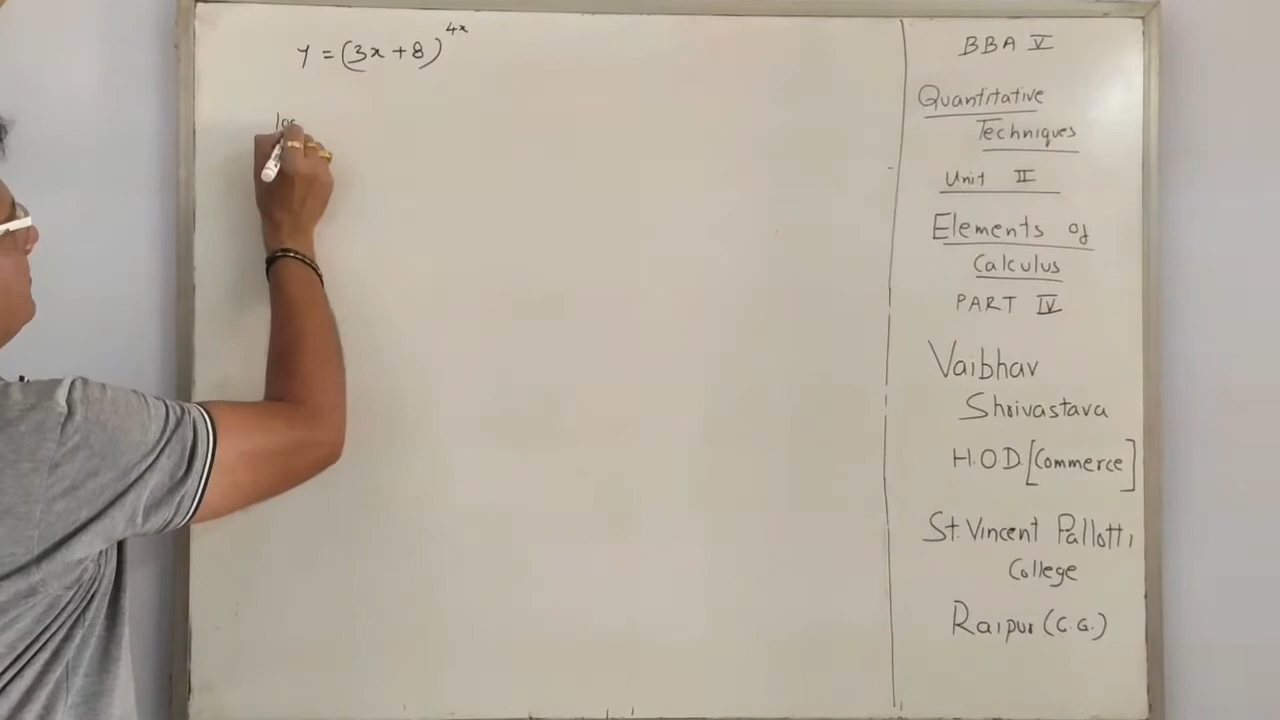 y = (3x + 8)^4x
log
BBA V
Quantitative
Techniques
Unit II
Elements of
Calculus
PART IV
Vaibhav
Shrivastava
H.O.D. [Commerce]
St. Vincent Pallotti
College
Raipur (C.G.)